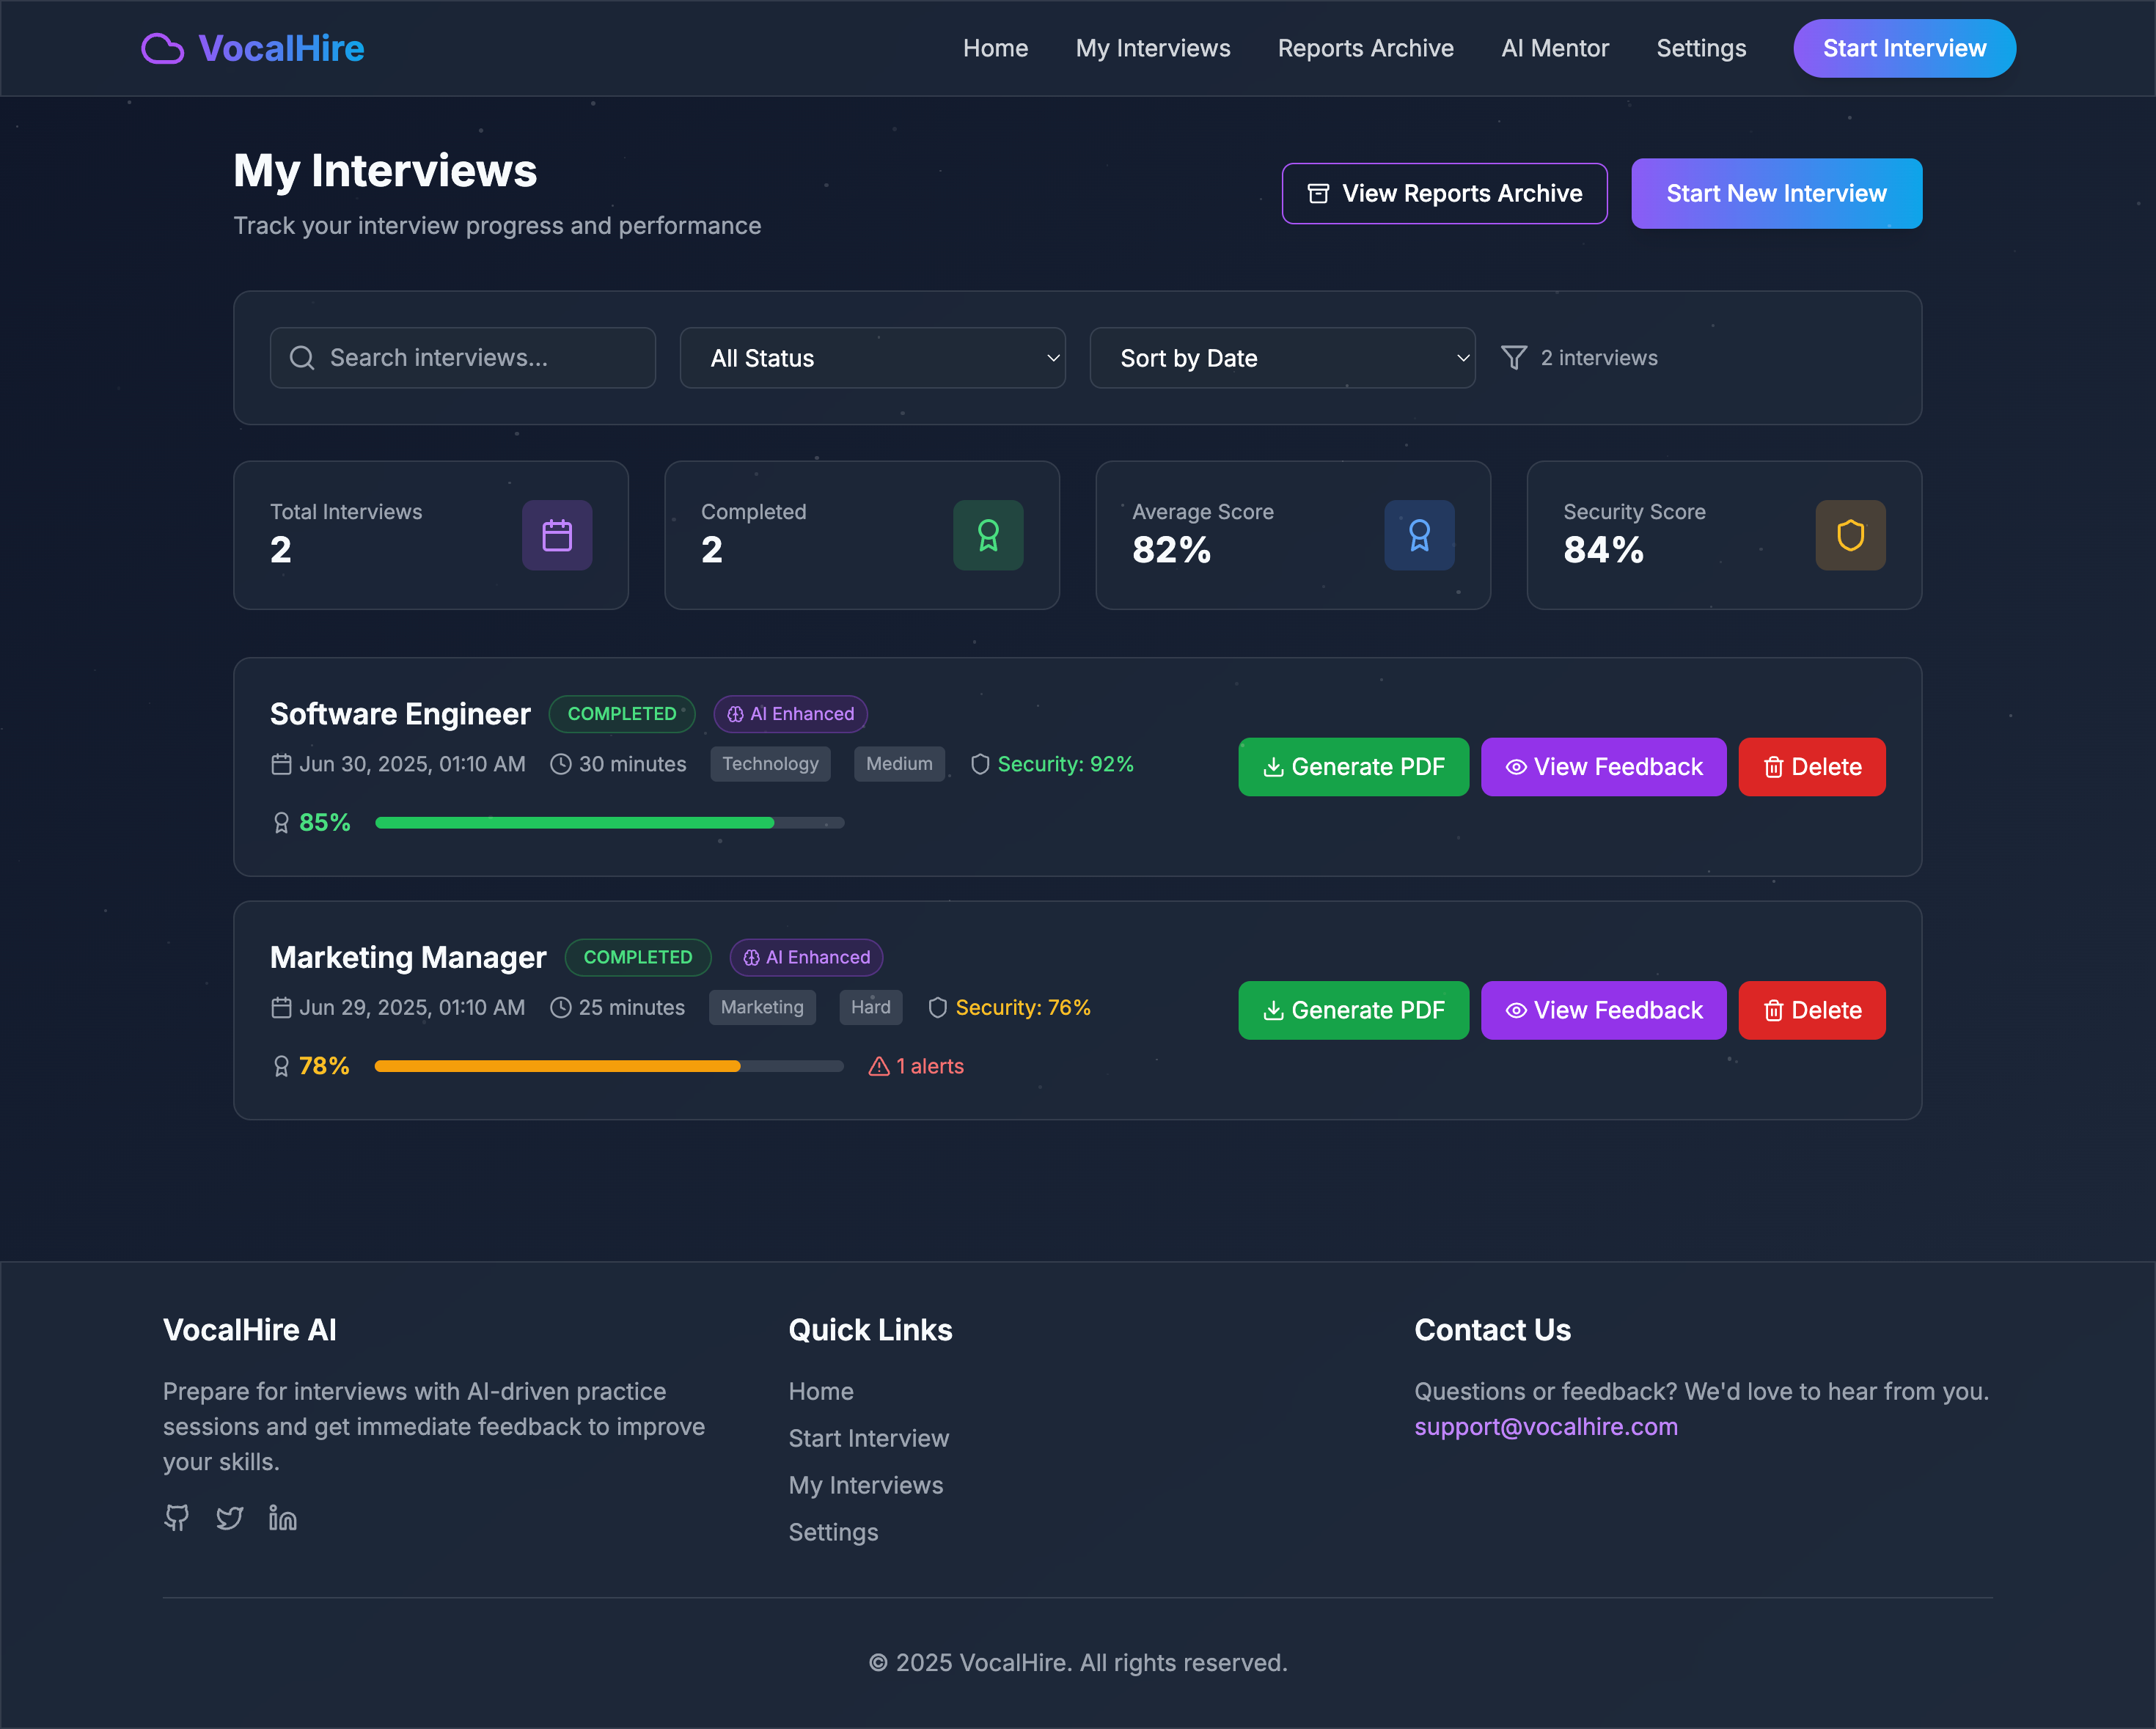 VocalHire
Home My Interviews Reports Archive AI Mentor Settings Start Interview
My Interviews
Track your interview progress and performance
View Reports Archive Start New Interview
Search interviews... All Status Sort by Date 2 interviews
Total Interviews
2
Completed
2
Average Score
82%
Security Score
84%
Software Engineer COMPLETED AI Enhanced
Jun 30, 2025, 01:10 AM 30 minutes Technology Medium Security: 92%
85%
Generate PDF View Feedback Delete
Marketing Manager COMPLETED AI Enhanced
Jun 29, 2025, 01:10 AM 25 minutes Marketing Hard Security: 76%
78% 1 alerts
Generate PDF View Feedback Delete
VocalHire AI
Prepare for interviews with AI-driven practice
sessions and get immediate feedback to improve
your skills.
Quick Links
Home
Start Interview
My Interviews
Settings
Contact Us
Questions or feedback? We'd love to hear from you.
support@vocalhire.com
© 2025 VocalHire. All rights reserved.